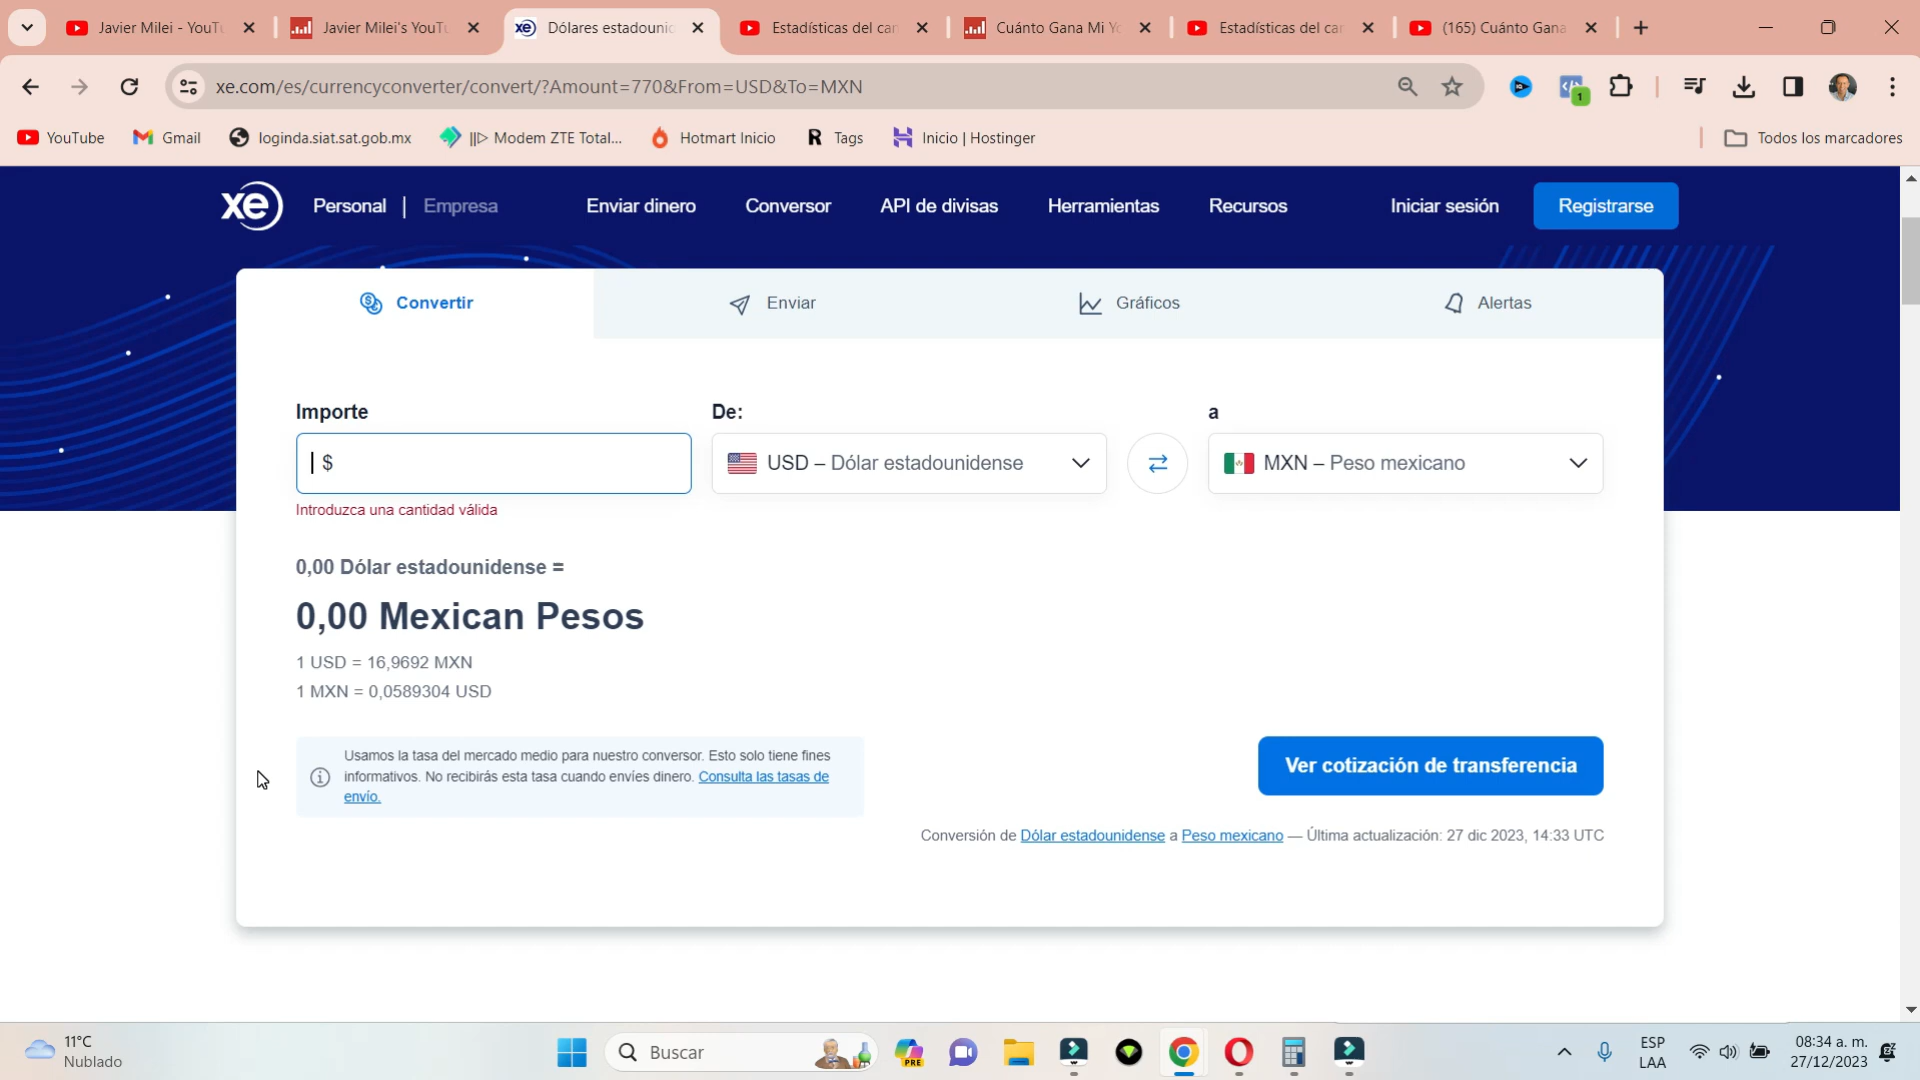 Javier Milei - YouTu
Javier Milei's YouTu
xe
Dólares estadounid
Estadísticas del can
Cuánto Gana Mi Yo
Estadísticas del can
(165) Cuánto Gana
xe.com/es/currencyconverter/convert/?Amount=770&From=USD&To=MXN
1
YouTube
Gmail
loginda.siat.sat.gob.mx
||▷ Modem ZTE Total...
Hotmart Inicio
R Tags
Inicio | Hostinger
Todos los marcadores
xe
Personal | Empresa
Enviar dinero
Conversor
API de divisas
Herramientas
Recursos
Iniciar sesión
Registrarse
Convertir
Enviar
Gráficos
Alertas
Importe
De:
a
$
USD – Dólar estadounidense
MXN – Peso mexicano
Introduzca una cantidad válida
0,00 Dólar estadounidense =
0,00 Mexican Pesos
1 USD = 16,9692 MXN
1 MXN = 0,0589304 USD
Usamos la tasa del mercado medio para nuestro conversor. Esto solo tiene fines
informativos. No recibirás esta tasa cuando envíes dinero. Consulta las tasas de
envío.
Ver cotización de transferencia
Conversión de Dólar estadounidense a Peso mexicano — Última actualización: 27 dic 2023, 14:33 UTC
11°C
Nublado
Buscar
PRE
ESP
LAA
08:34 a. m.
27/12/2023